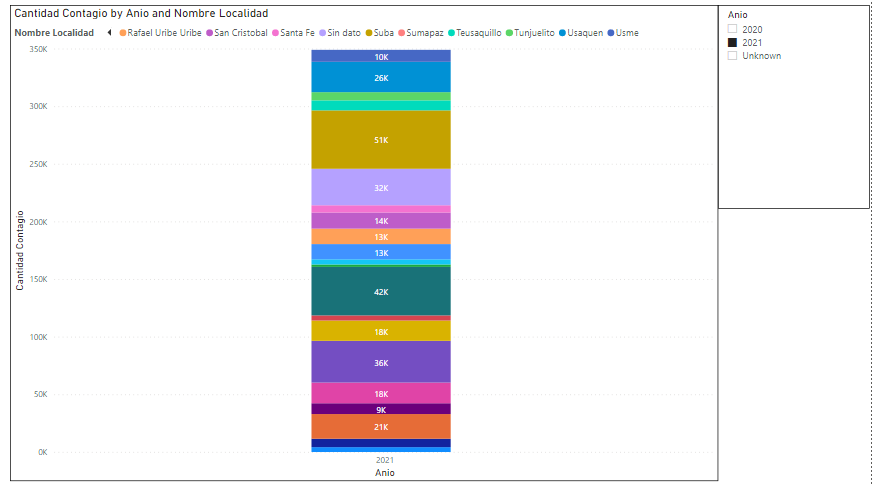 Cantidad Contagio by Anio and Nombre Localidad
Nombre Localidad Rafael Uribe Uribe San Cristobal Santa Fe Sin dato Suba Sumapaz Teusaquillo Tunjuelito Usaquen Usme
350K
300K
250K
200K
150K
100K
50K
0K
Cantidad Contagio
10K
26K
51K
32K
14K
13K
13K
42K
18K
36K
18K
9K
21K
2021
Anio
Anio
2020
2021
Unknown